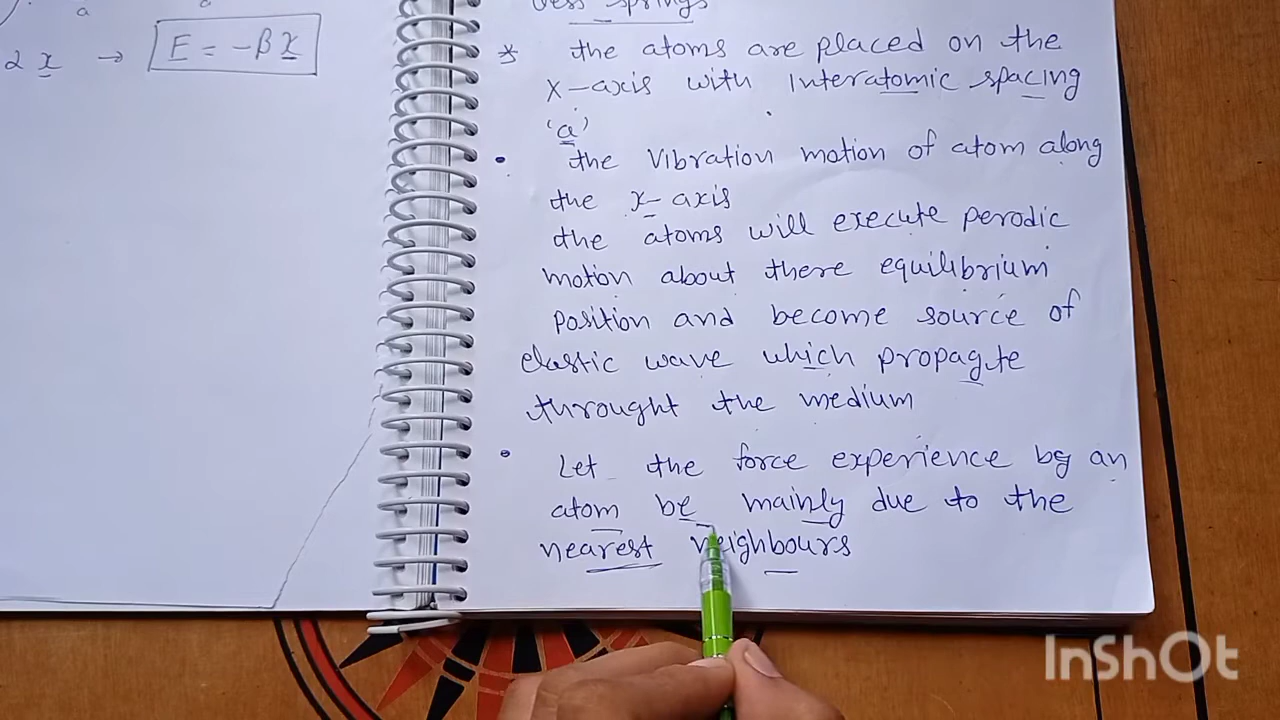 a
2 x → E = -βx
springs
* the atoms are placed on the
x-axis with interatomic spacing
'a'
• the vibration motion of atom along
the x-axis
the atoms will execute perodic
motion about there equilibrium
position and become source of
elastic wave which propagte
throught the medium
• Let the force experience by an
atom be mainly due to the
nearest neighbours
InShOt